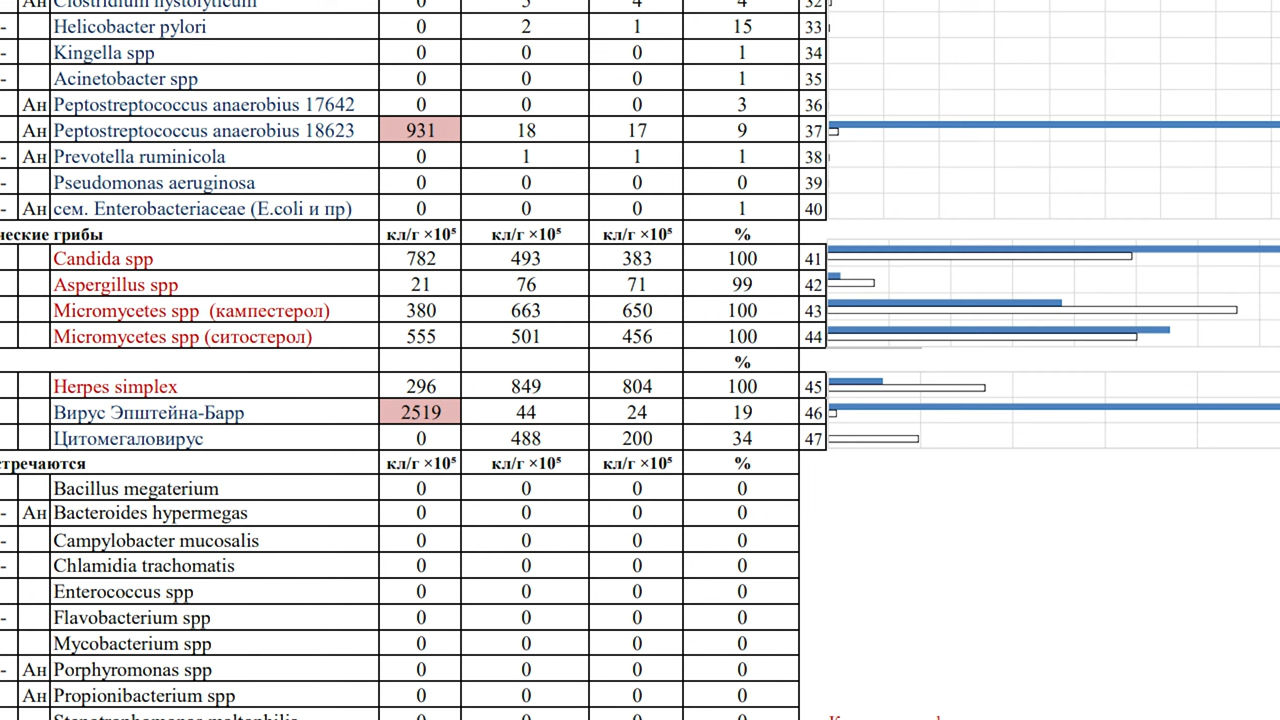 Ан Clostridium hystolyticum 0 5 4 4 32
- Helicobacter pylori 0 2 1 15 33
- Kingella spp 0 0 0 1 34
- Acinetobacter spp 0 0 0 1 35
Ан Peptostreptococcus anaerobius 17642 0 0 0 3 36
Ан Peptostreptococcus anaerobius 18623 931 18 17 9 37
- Ан Prevotella ruminicola 0 1 1 1 38
- Pseudomonas aeruginosa 0 0 0 0 39
- Ан сем. Enterobacteriaceae (E.coli и пр) 0 0 0 1 40
ческие грибы кл/г ×10⁵ кл/г ×10⁵ кл/г ×10⁵ %
Candida spp 782 493 383 100 41
Aspergillus spp 21 76 71 99 42
Micromycetes spp (кампестерол) 380 663 650 100 43
Micromycetes spp (ситостерол) 555 501 456 100 44
%
Herpes simplex 296 849 804 100 45
Вирус Эпштейна-Барр 2519 44 24 19 46
Цитомегаловирус 0 488 200 34 47
стречаются кл/г ×10⁵ кл/г ×10⁵ кл/г ×10⁵ %
Bacillus megaterium 0 0 0 0
- Ан Bacteroides hypermegas 0 0 0 0
- Campylobacter mucosalis 0 0 0 0
Chlamidia trachomatis 0 0 0 0
Enterococcus spp 0 0 0 0
- Flavobacterium spp 0 0 0 0
Mycobacterium spp 0 0 0 0
- Ан Porphyromonas spp 0 0 0 0
Ан Propionibacterium spp 0 0 0 0